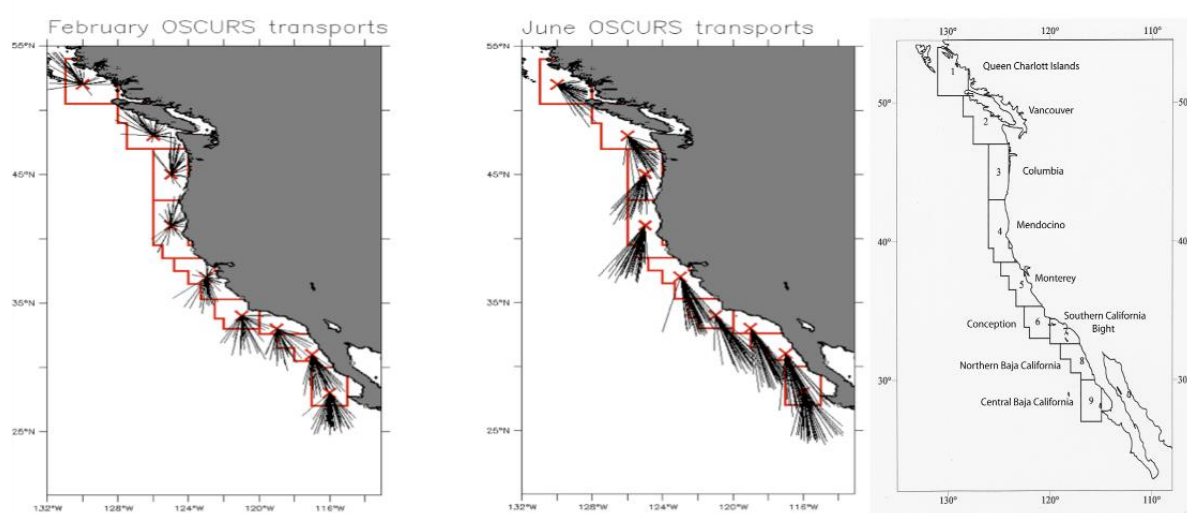 February OSCURS transports
55°N
45°N
35°N
25°N
132°W 128°W 124°W 120°W 116°W
June OSCURS transports
55°N
45°N
35°N
25°N
132°W 128°W 124°W 120°W 116°W
130° 120° 110°
1 Queen Charlott Islands
50° 50
Vancouver
2
3 Columbia
4 Mendocino
40° 40
Monterey
5
Southern California
Bight
Conception 6
Northern Baja California 8
30° 30
Central Baja California 9
130° 120° 110°